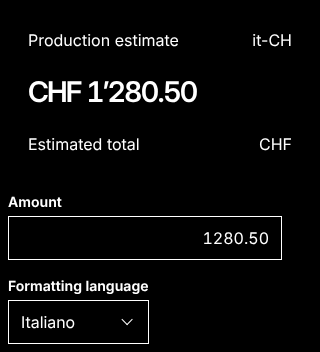 Production estimate it-CH
CHF 1’280.50
Estimated total CHF
Amount
1280.50
Formatting language
Italiano